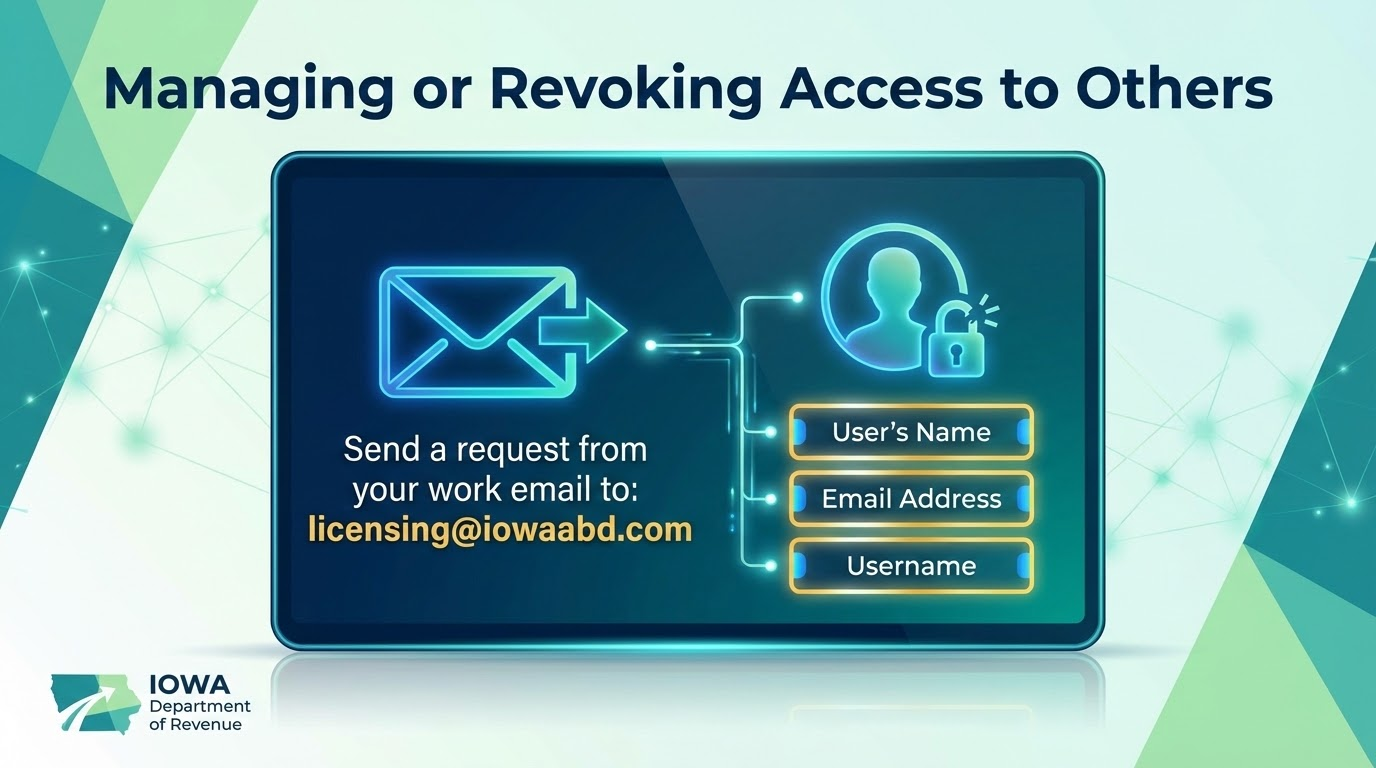 Managing or Revoking Access to Others
Send a request from
your work email to:
licensing@iowaabd.com
User's Name
Email Address
Username
IOWA
Department
of Revenue